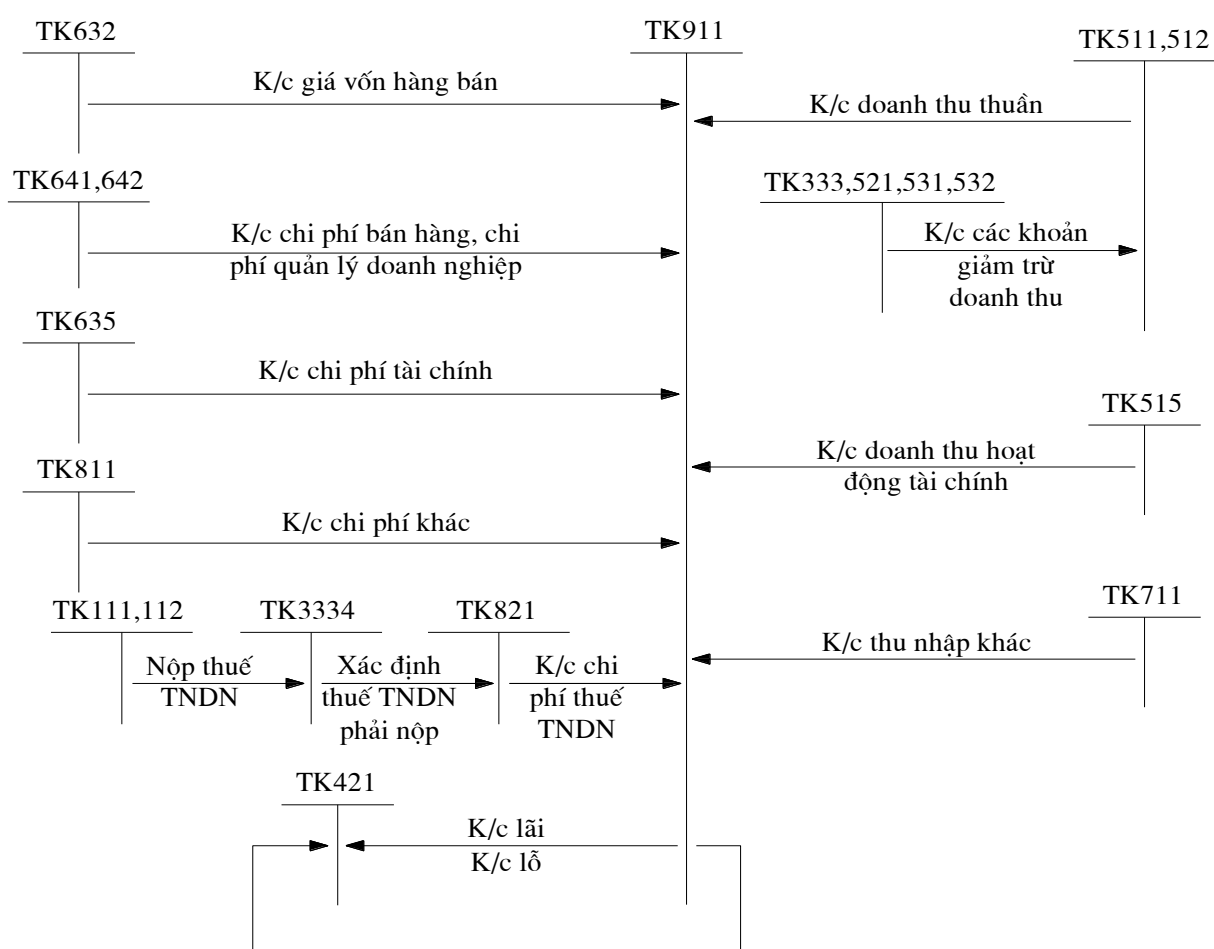 TK632
TK911
TK511,512
K/c giá vốn hàng bán
K/c doanh thu thuần
TK641,642
TK333,521,531,532
K/c chi phí bán hàng, chi
phí quản lý doanh nghiệp
K/c các khoản
giảm trừ
doanh thu
TK635
K/c chi phí tài chính
TK515
K/c doanh thu hoạt
động tài chính
TK811
K/c chi phí khác
TK711
K/c thu nhập khác
TK111,112
TK3334
TK821
Nộp thuế
TNDN
Xác định
thuế TNDN
phải nộp
K/c chi
phí thuế
TNDN
TK421
K/c lãi
K/c lỗ